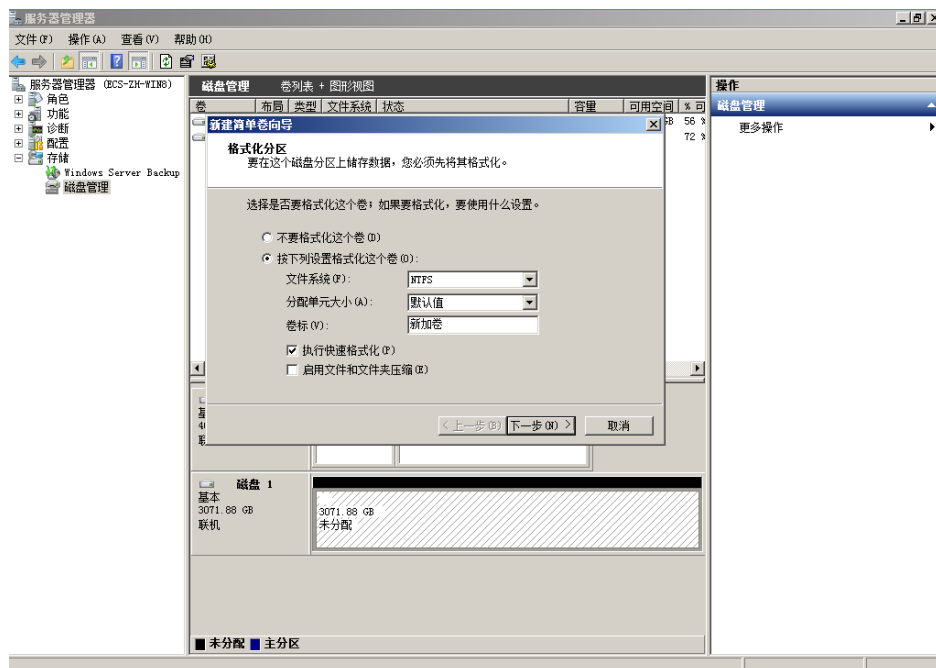 服务器管理器
文件(F) 操作(A) 查看(V) 帮助(H)
服务器管理器 (ECS-ZH-WIN8)
角色
功能
诊断
配置
存储
Windows Server Backup
磁盘管理
磁盘管理 卷列表 + 图形视图
卷 布局 类型 文件系统 状态 容量 可用空间 % 可
56 %
72 %
新建简单卷向导
格式化分区
要在这个磁盘分区上储存数据，您必须先将其格式化。
选择是否要格式化这个卷；如果要格式化，要使用什么设置。
不要格式化这个卷(D)
按下列设置格式化这个卷(O):
文件系统(F): NTFS
分配单元大小(A): 默认值
卷标(V): 新加卷
执行快速格式化(P)
启用文件和文件夹压缩(E)
<上一步(B) 下一步(N) > 取消
磁盘 1
基本
3071.88 GB
联机
3071.88 GB
未分配
未分配 主分区
操作
磁盘管理
更多操作